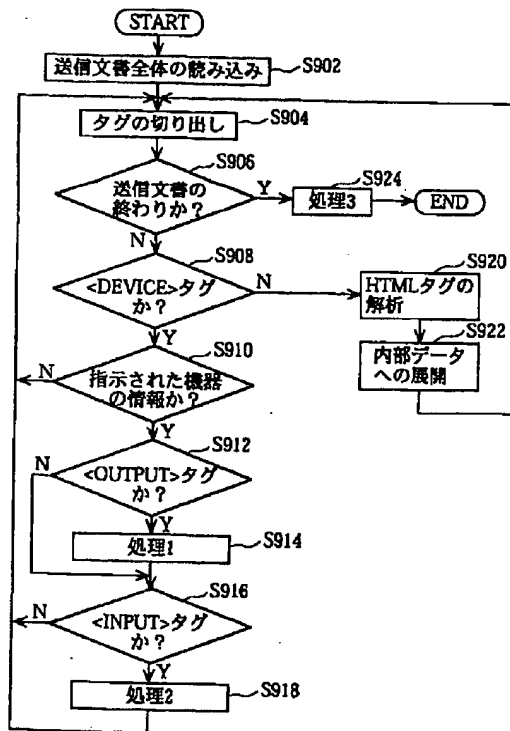 START
送信文書全体の読み込み
S902
タグの切り出し
S904
S906
送信文書の
終わりか?
Y
S924
処理3
END
N
S908
<DEVICE>タグ
か?
N
S920
HTMLタグの
解析
Y
S910
S922
内部データ
への展開
指示された機器
の情報か?
N
Y
S912
N
<OUTPUT>タグ
か?
Y
処理1
S914
S916
N
<INPUT>タグ
か?
Y
処理2
S918